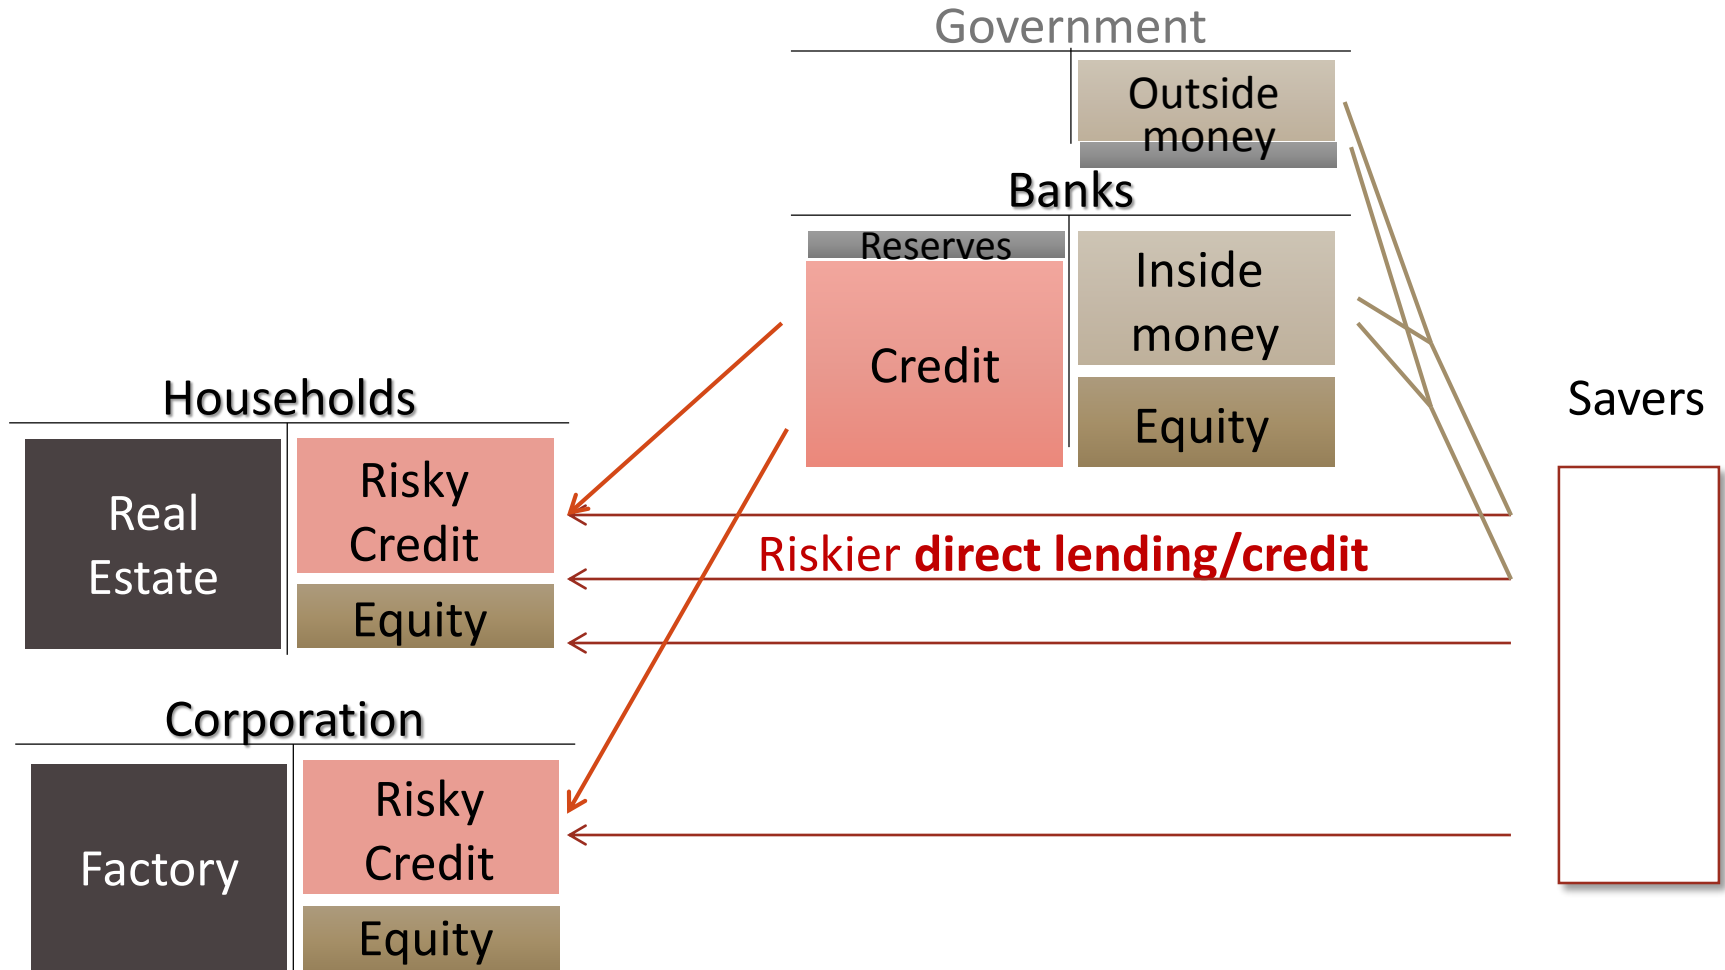 Government
Outside
money
Banks
Reserves
Credit
Inside
money
Equity
Savers
Households
Real
Estate
Risky
Credit
Equity
Riskier direct lending/credit
Corporation
Factory
Risky
Credit
Equity